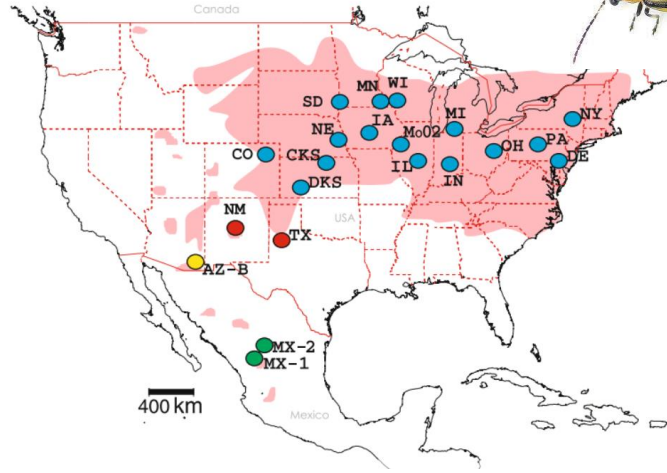 Canada
MN WI
SD
MI
NY
IA
NE
Mo02
PA
OH
CO
CKS
IL
DE
IN
DKS
NM
USA
TX
AZ-B
MX-2
MX-1
400 km
Mexico